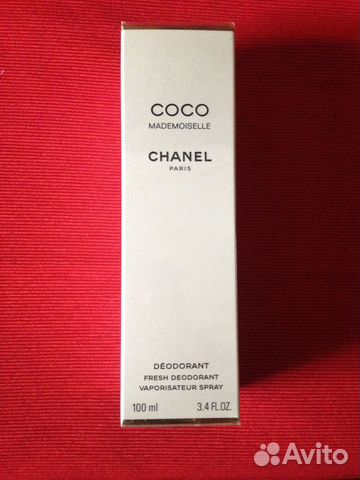 COCO
MADEMOISELLE
CHANEL
PARIS
DÉODORANT
FRESH DEODORANT
VAPORISATEUR SPRAY
100 ml 3.4 FL.OZ.
Avito